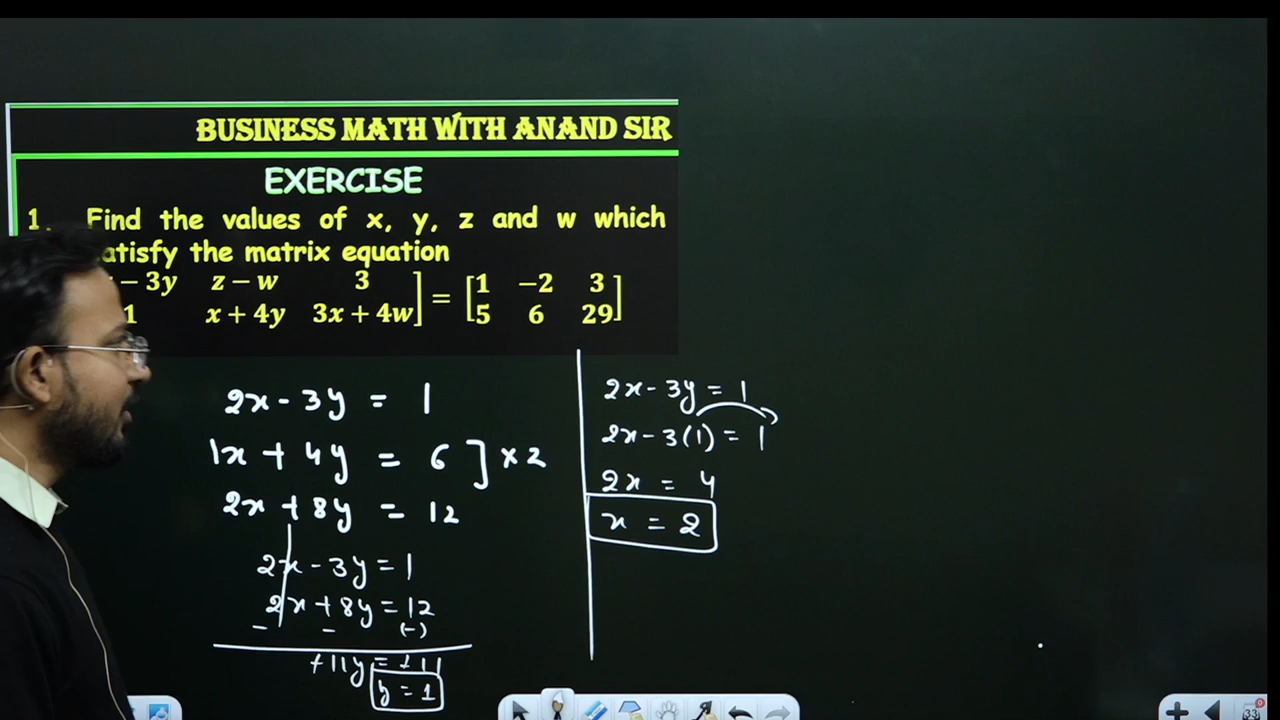 BUSINESS MATH WITH ANAND SIR
EXERCISE
1. Find the values of x, y, z and w which
atisfy the matrix equation
– 3y z – w 3 ] = [ 1 −2 3 ]
1 x + 4y 3x + 4w ] [ 5 6 29 ]
2x - 3y = 1
1x + 4y = 6 ] × 2
2x + 8y = 12
2x - 3y = 1
2x + 8y = 12
- - (-)
+11y = +11
y = 1
2x - 3y = 1
2x - 3(1) = 1
2x = 4
x = 2
33